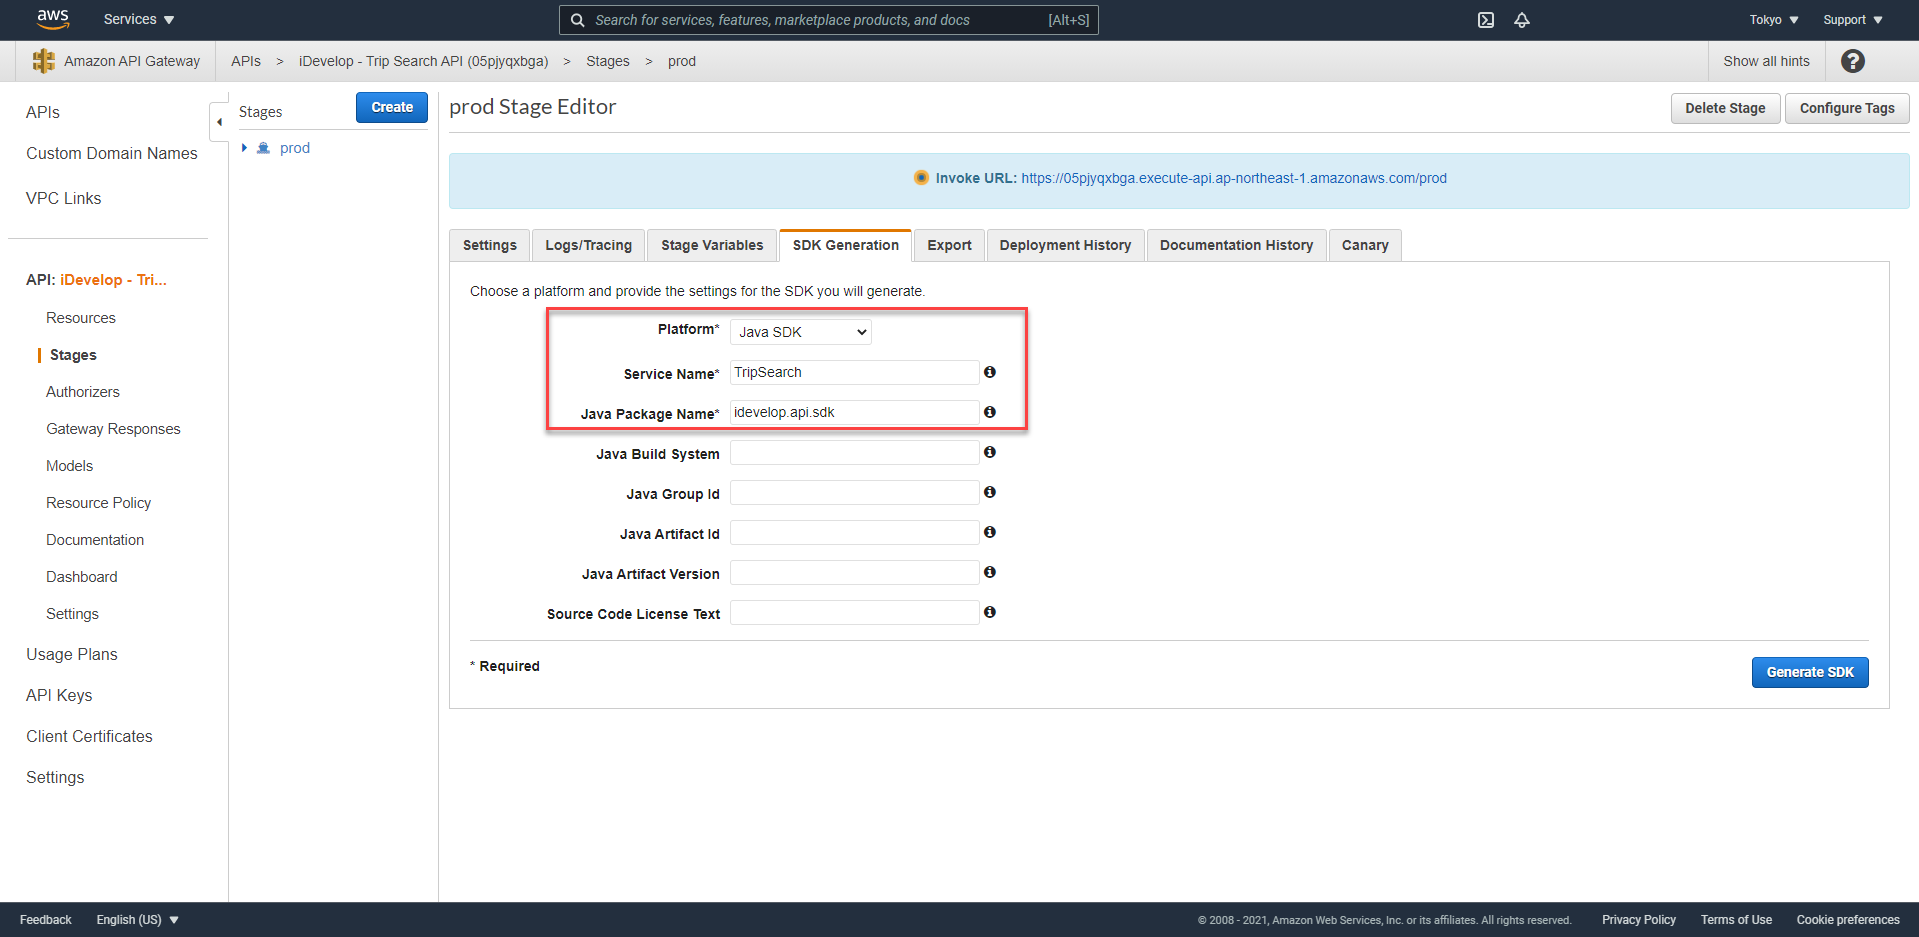 aws Services Search for services, features, marketplace products, and docs [Alt+S] Tokyo Support
Amazon API Gateway APIs > iDevelop - Trip Search API (05pjyqxbga) > Stages > prod Show all hints ?
APIs
Custom Domain Names
VPC Links
API: iDevelop - Tri...
Resources
Stages
Authorizers
Gateway Responses
Models
Resource Policy
Documentation
Dashboard
Settings
Usage Plans
API Keys
Client Certificates
Settings
Stages Create
prod
prod Stage Editor Delete Stage Configure Tags
Invoke URL: https://05pjyqxbga.execute-api.ap-northeast-1.amazonaws.com/prod
Settings Logs/Tracing Stage Variables SDK Generation Export Deployment History Documentation History Canary
Choose a platform and provide the settings for the SDK you will generate.
Platform* Java SDK
Service Name* TripSearch
Java Package Name* idevelop.api.sdk
Java Build System
Java Group Id
Java Artifact Id
Java Artifact Version
Source Code License Text
* Required
Generate SDK
Feedback English (US) © 2008 - 2021, Amazon Web Services, Inc. or its affiliates. All rights reserved. Privacy Policy Terms of Use Cookie preferences